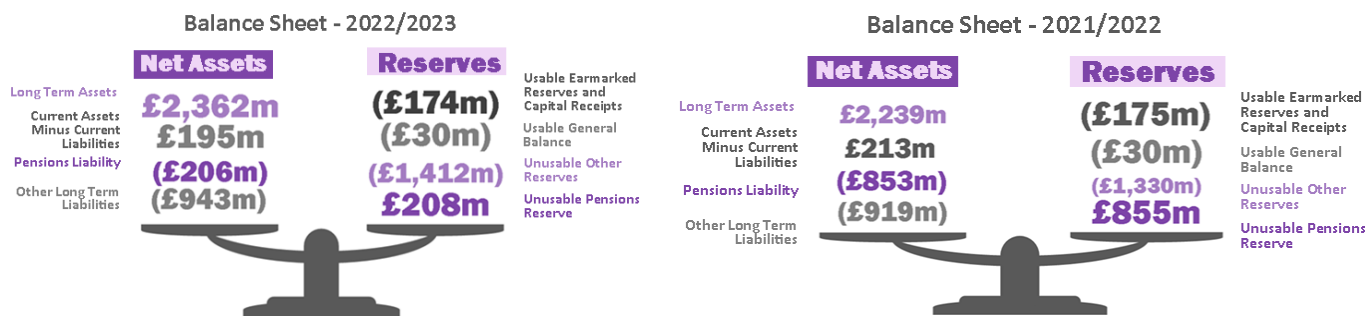 Balance Sheet - 2022/2023
Net Assets
Reserves
Long Term Assets
£2,362m
Current Assets
Minus Current
Liabilities
£195m
Pensions Liability
(£206m)
Other Long Term
Liabilities
(£943m)
(£174m)
Usable Earmarked
Reserves and
Capital Receipts
(£30m)
Usable General
Balance
(£1,412m)
Unusable Other
Reserves
£208m
Unusable Pensions
Reserve
Balance Sheet - 2021/2022
Net Assets
Reserves
Long Term Assets
£2,239m
Current Assets
Minus Current
Liabilities
£213m
Pensions Liability
(£853m)
Other Long Term
Liabilities
(£919m)
(£175m)
Usable Earmarked
Reserves and
Capital Receipts
(£30m)
Usable General
Balance
(£1,330m)
Unusable Other
Reserves
£855m
Unusable Pensions
Reserve